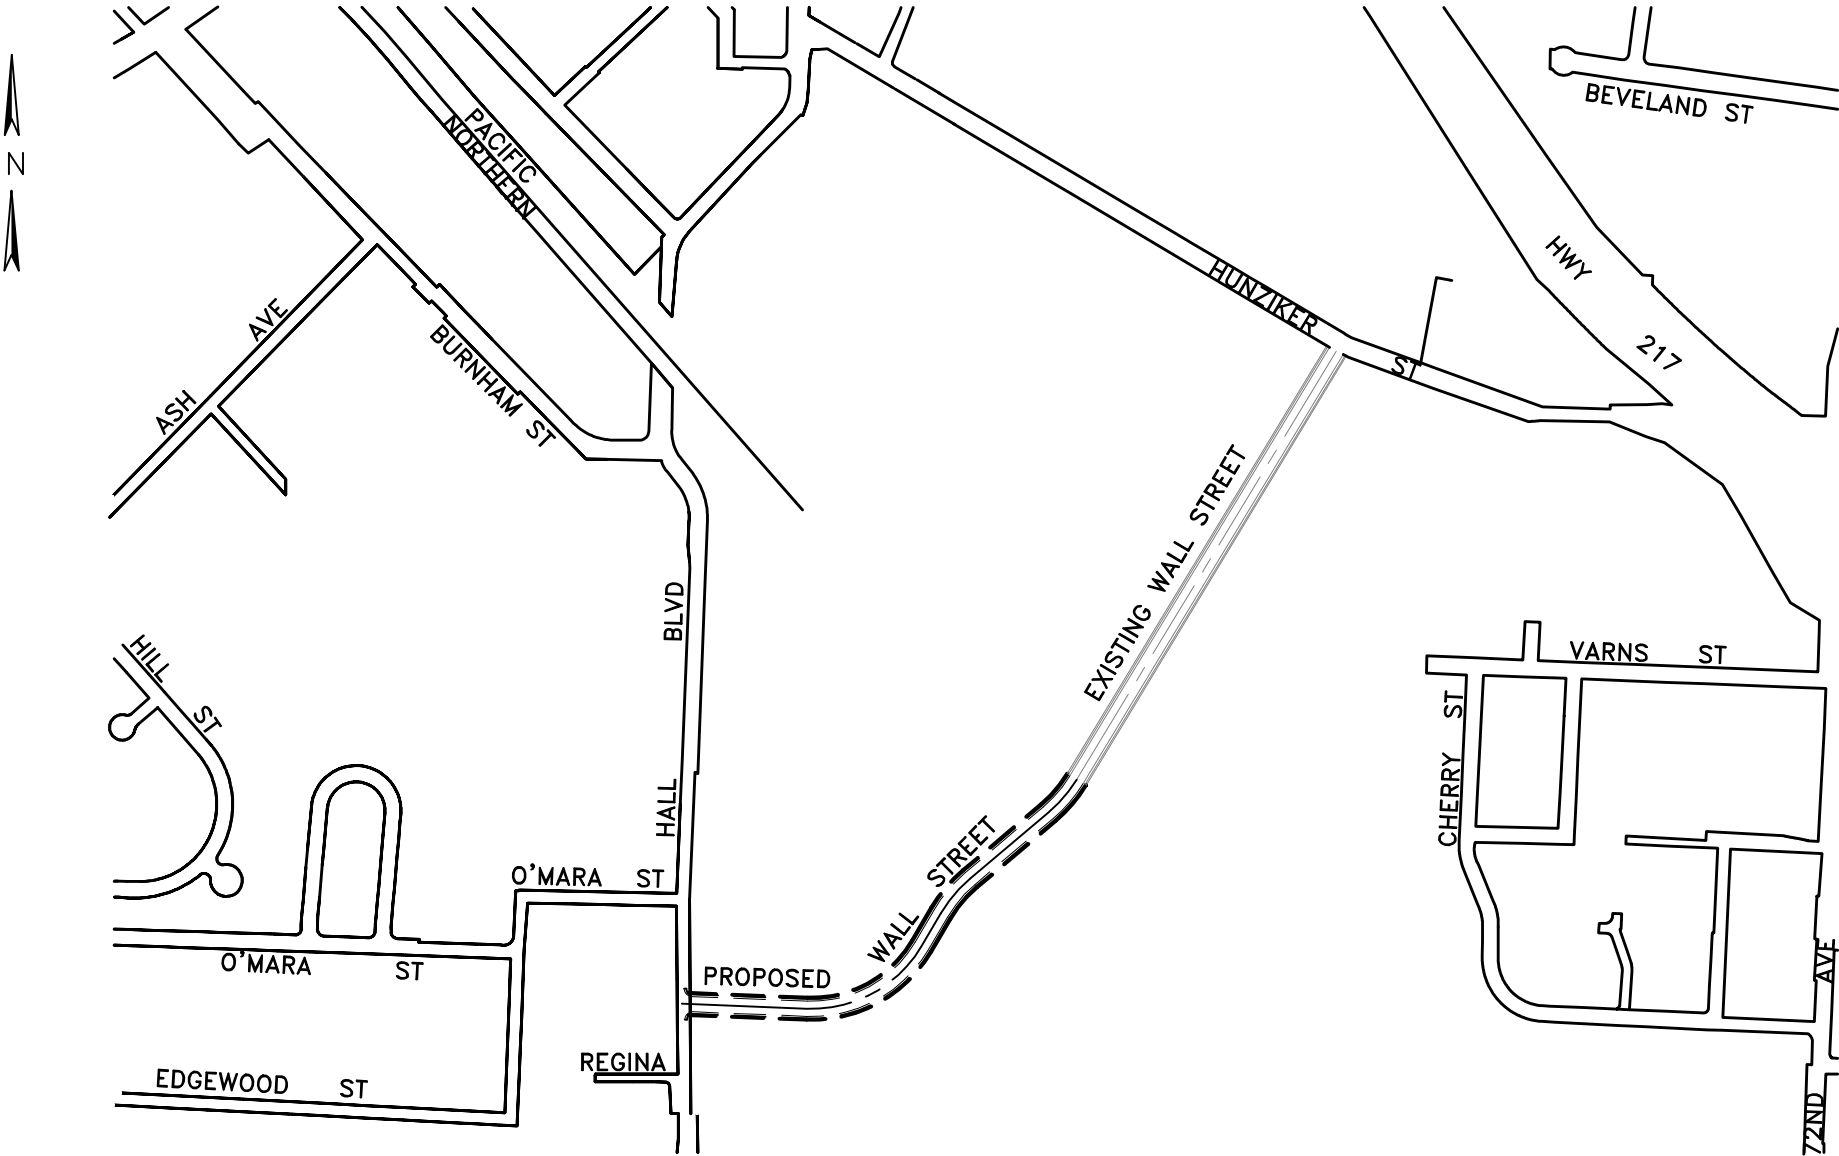 BEVELAND ST
N
PACIFIC
NORTHERN
HWY
217
HUNZIKER
ST
AVE
ASH
BURNHAM ST
EXISTING WALL STREET
BLVD
HALL
HILL
ST
VARNS ST
CHERRY ST
O'MARA ST
STREET
WALL
PROPOSED
O'MARA ST
AVE
72ND
REGINA
EDGEWOOD ST